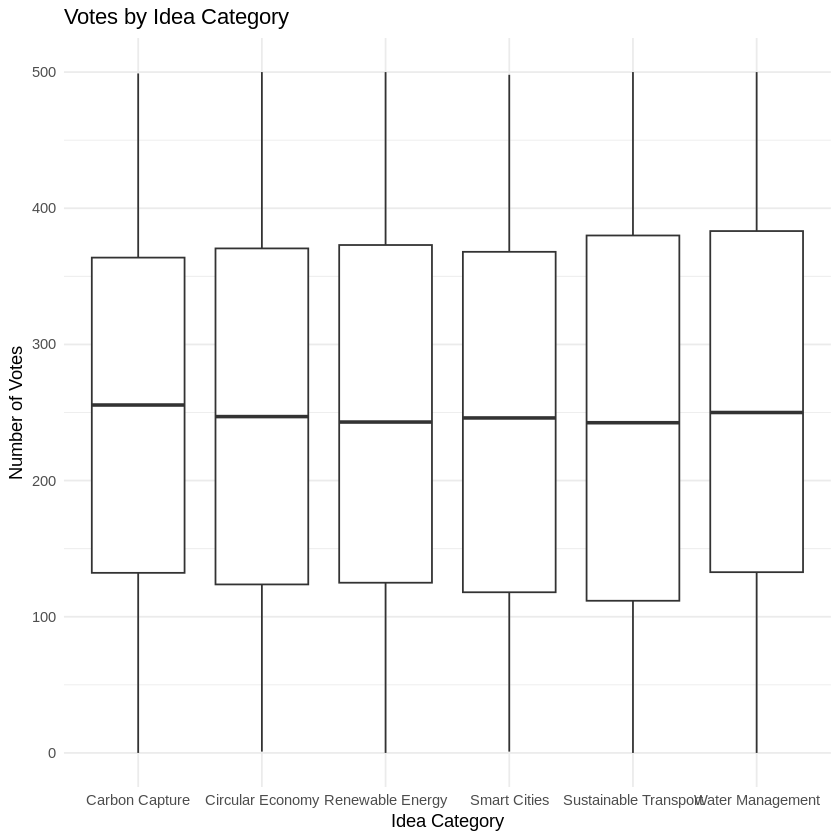 Votes by Idea Category
Number of Votes
500
400
300
200
100
0
Carbon Capture Circular Economy Renewable Energy Smart Cities Sustainable Transport Water Management
Idea Category